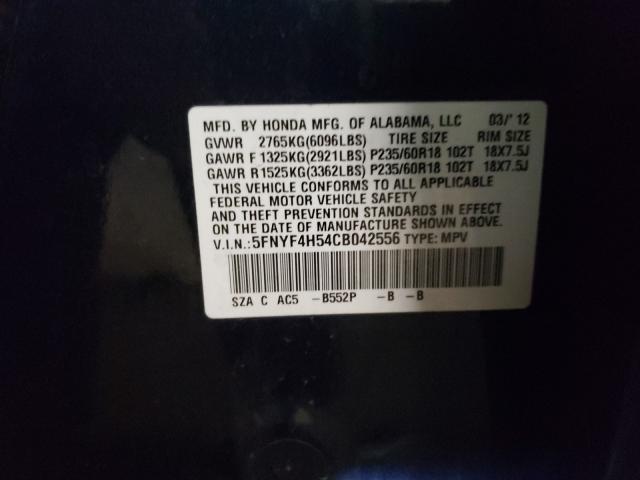 MFD. BY HONDA MFG. OF ALABAMA, LLC 03/'12
GVWR 2765KG(6096LBS) TIRE SIZE RIM SIZE
GAWR F 1325KG(2921LBS) P235/60R18 102T 18X7.5J
GAWR R 1525KG(3362LBS) P235/60R18 102T 18X7.5J
THIS VEHICLE CONFORMS TO ALL APPLICABLE
FEDERAL MOTOR VEHICLE SAFETY
AND THEFT PREVENTION STANDARDS IN EFFECT
ON THE DATE OF MANUFACTURE SHOWN ABOVE.
V.I.N.:5FNYF4H54CB042556 TYPE: MPV
SZA C AC5 -B552P -B -B